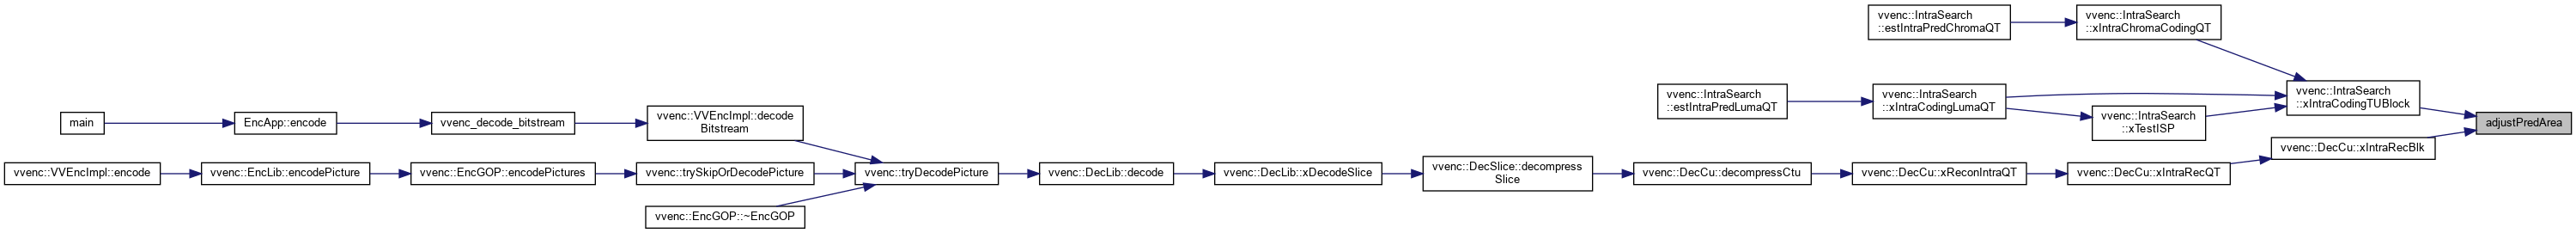 vvenc::IntraSearch
::estIntraPredChromaQT
vvenc::IntraSearch
::xIntraChromaCodingQT
vvenc::IntraSearch
::estIntraPredLumaQT
vvenc::IntraSearch
::xIntraCodingLumaQT
vvenc::IntraSearch
::xIntraCodingTUBlock
main
EncApp::encode
vvenc_decode_bitstream
vvenc::VVEncImpl::decode
Bitstream
vvenc::IntraSearch
::xTestISP
adjustPredArea
vvenc::DecCu::xIntraRecBlk
vvenc::VVEncImpl::encode
vvenc::EncLib::encodePicture
vvenc::EncGOP::encodePictures
vvenc::trySkipOrDecodePicture
vvenc::tryDecodePicture
vvenc::DecLib::decode
vvenc::DecLib::xDecodeSlice
vvenc::DecSlice::decompress
Slice
vvenc::DecCu::decompressCtu
vvenc::DecCu::xReconIntraQT
vvenc::DecCu::xIntraRecQT
vvenc::EncGOP::~EncGOP